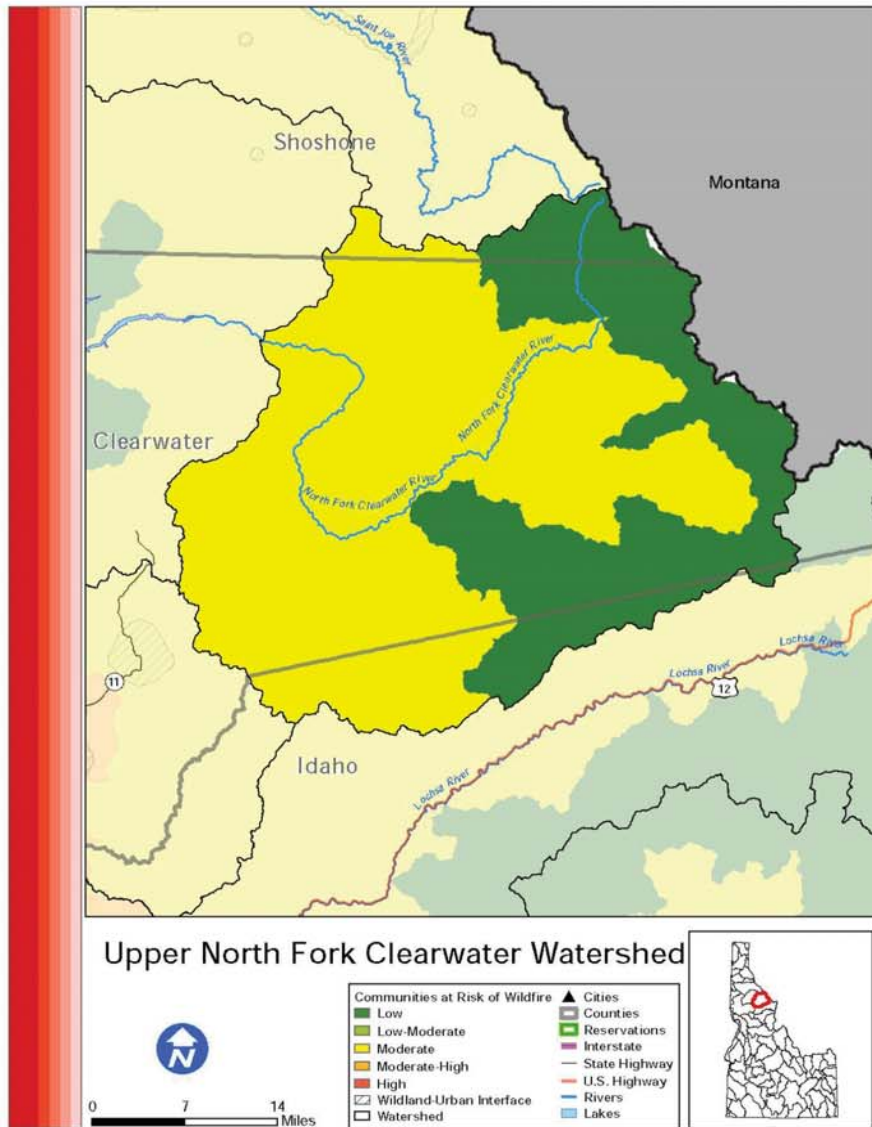 Saint Joe River
Shoshone
Montana
North Fork Clearwater River
Clearwater
North Fork Clearwater River
Lochsa River
Lochsa River
11
12
Idaho
Lochsa River
Upper North Fork Clearwater Watershed
N
0 7 14
Miles
Communities at Risk of Wildfire
Low
Low-Moderate
Moderate
Moderate-High
High
Wildland-Urban Interface
Watershed
Cities
Counties
Reservations
Interstate
State Highway
U.S. Highway
Rivers
Lakes